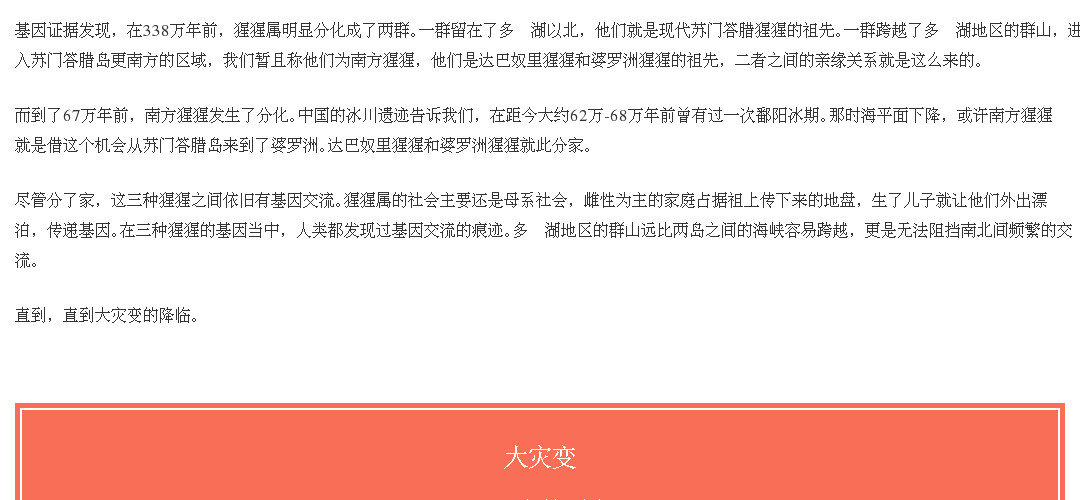 基因证据发现，在338万年前，猩猩属明显分化成了两群。一群留在了多　湖以北，他们就是现代苏门答腊猩猩的祖先。一群跨越了多　湖地区的群山，进
入苏门答腊岛更南方的区域，我们暂且称他们为南方猩猩，他们是达巴奴里猩猩和婆罗洲猩猩的祖先，二者之间的亲缘关系就是这么来的。
而到了67万年前，南方猩猩发生了分化。中国的冰川遗迹告诉我们，在距今大约62万-68万年前曾有过一次鄱阳冰期。那时海平面下降，或许南方猩猩
就是借这个机会从苏门答腊岛来到了婆罗洲。达巴奴里猩猩和婆罗洲猩猩就此分家。
尽管分了家，这三种猩猩之间依旧有基因交流。猩猩属的社会主要还是母系社会，雌性为主的家庭占据祖上传下来的地盘，生了儿子就让他们外出漂
泊，传递基因。在三种猩猩的基因当中，人类都发现过基因交流的痕迹。多　湖地区的群山远比两岛之间的海峡容易跨越，更是无法阻挡南北间频繁的交
流。
直到，直到大灾变的降临。
大灾变